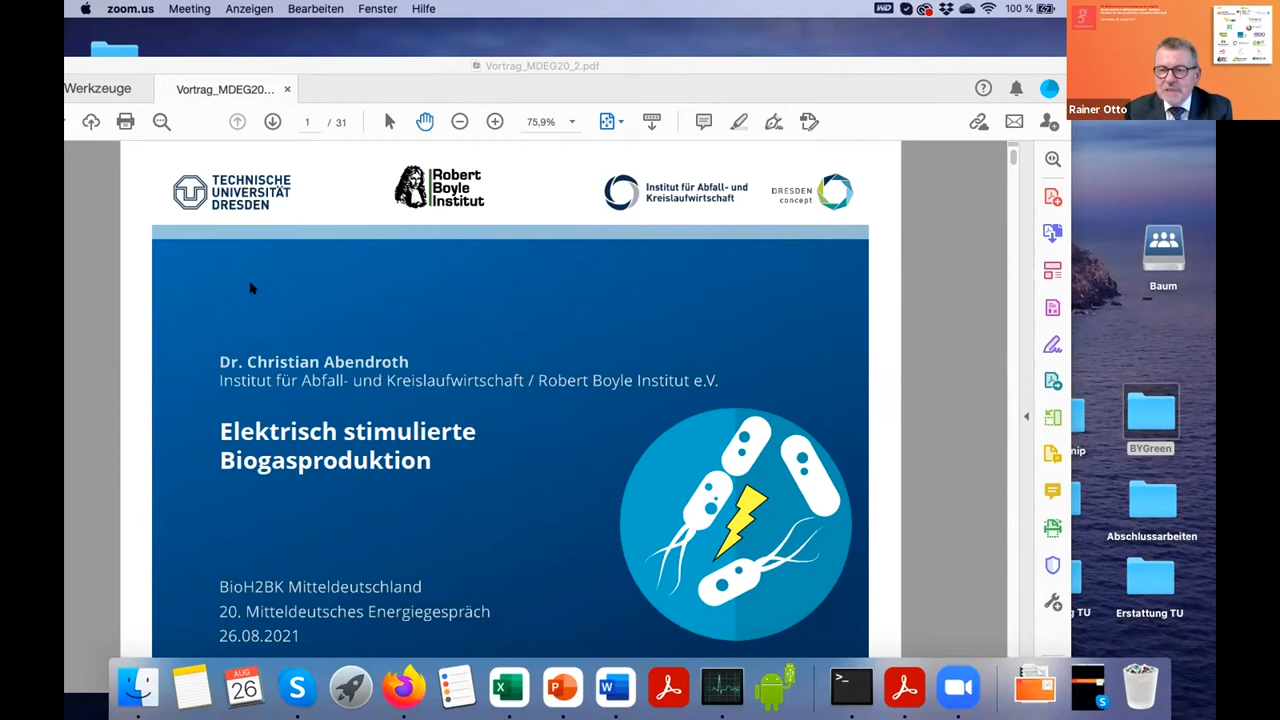 zoom.us Meeting Anzeigen Bearbeiten Fenster Hilfe
100 %
Vortrag_MDEG20_2.pdf
Werkzeuge
Vortrag_MDEG20... ×
1 / 31
75,9%
TECHNISCHE
UNIVERSITÄT
DRESDEN
Robert
Boyle
Institut
Institut für Abfall- und
Kreislaufwirtschaft
DRESDEN
concept
Dr. Christian Abendroth
Institut für Abfall- und Kreislaufwirtschaft / Robert Boyle Institut e.V.
Elektrisch stimulierte
Biogasproduktion
BioH2BK Mitteldeutschland
20. Mitteldeutsches Energiegespräch
26.08.2021
Rainer Otto
Baum
BYGreen
Abschlussarbeiten
Erstattung TU
AUG
26